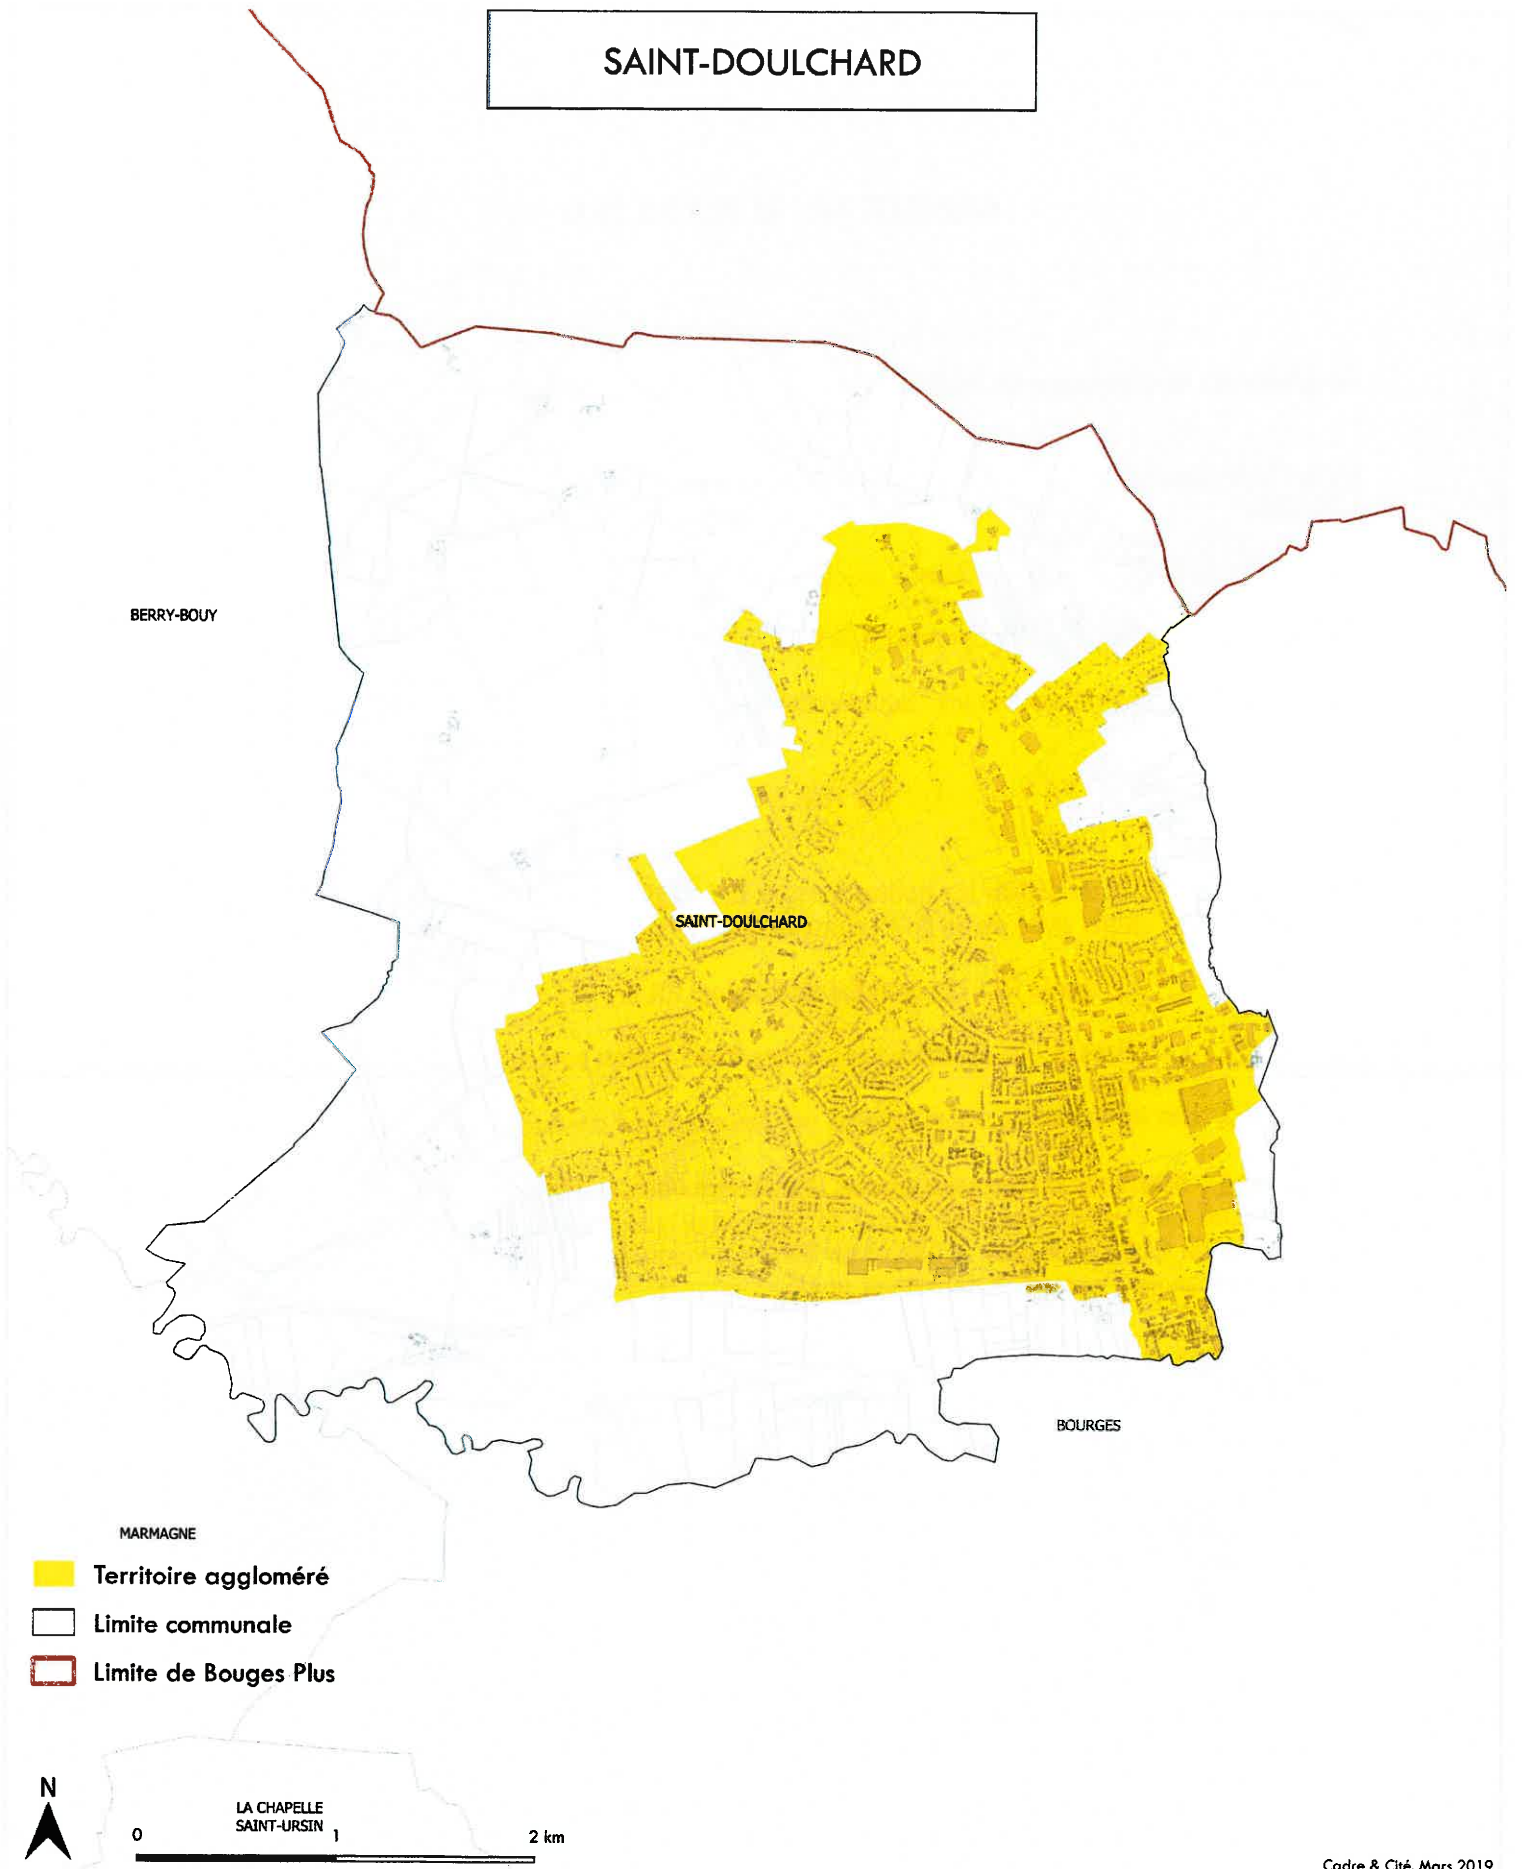 SAINT-DOULCHARD
BERRY-BOUY
SAINT-DOULCHARD
BOURGES
MARMAGNE
Territoire aggloméré
Limite communale
Limite de Bouges Plus
N
LA CHAPELLE
SAINT-URSIN
0 1 2 km
Cadre & Cité, Mars 2019